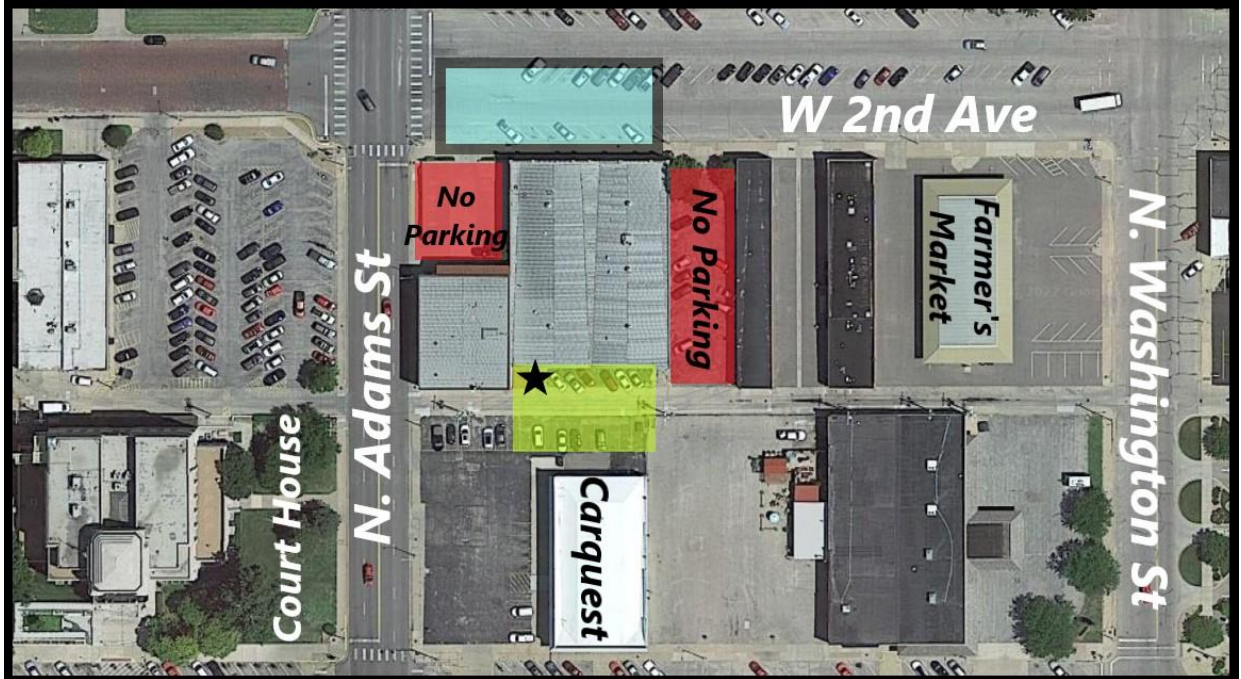 W 2nd Ave
No
Parking
No Parking
Farmer's
Market
N. Adams St
N. Washington St
Court House
Carquest